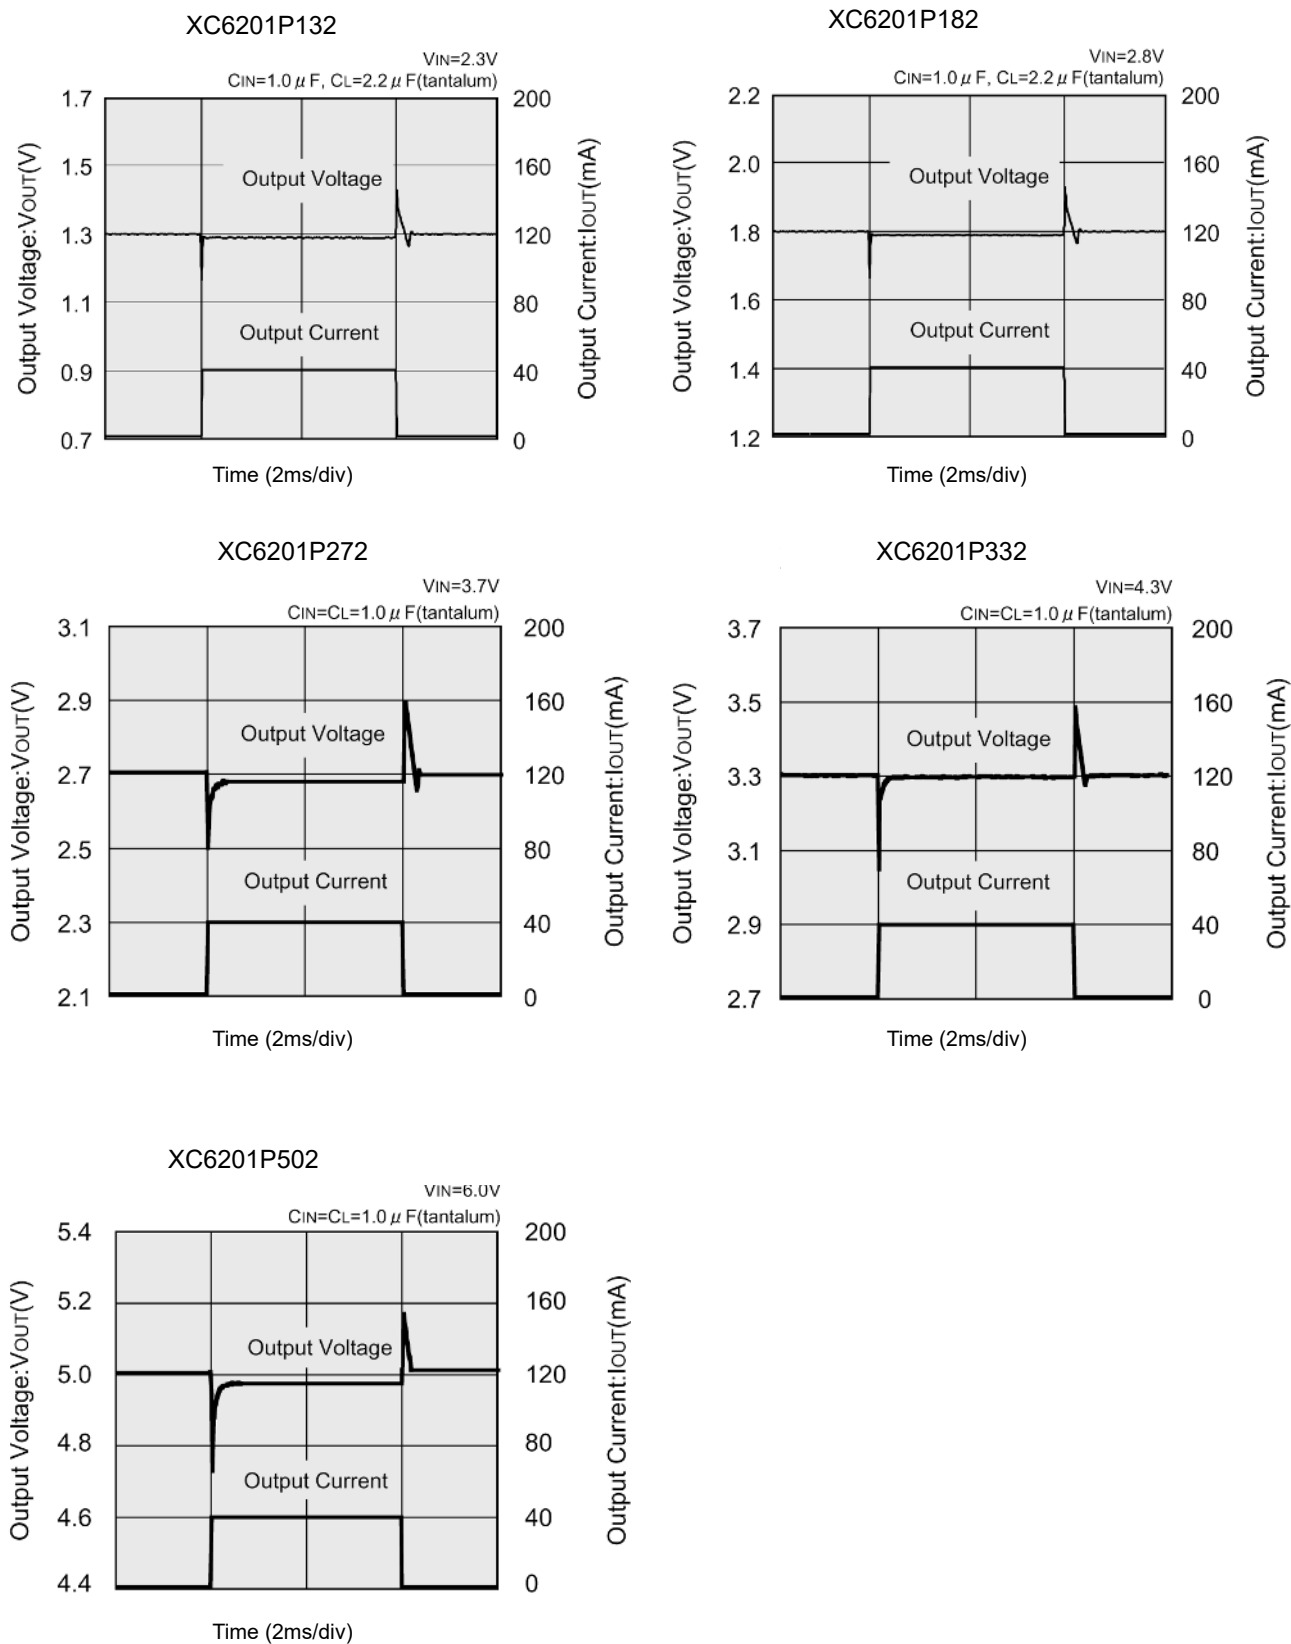 XC6201P132
VIN=2.3V
CIN=1.0 μ F, CL=2.2 μ F(tantalum)
Output Voltage:VOUT(V)
1.7
1.5
1.3
1.1
0.9
0.7
Output Voltage
Output Current
200
160
120
80
40
0
Output Current:IOUT(mA)
Time (2ms/div)
XC6201P182
VIN=2.8V
CIN=1.0 μ F, CL=2.2 μ F(tantalum)
Output Voltage:VOUT(V)
2.2
2.0
1.8
1.6
1.4
1.2
Output Voltage
Output Current
200
160
120
80
40
0
Output Current:IOUT(mA)
Time (2ms/div)
XC6201P272
VIN=3.7V
CIN=CL=1.0 μ F(tantalum)
Output Voltage:VOUT(V)
3.1
2.9
2.7
2.5
2.3
2.1
Output Voltage
Output Current
200
160
120
80
40
0
Output Current:IOUT(mA)
Time (2ms/div)
XC6201P332
VIN=4.3V
CIN=CL=1.0 μ F(tantalum)
Output Voltage:VOUT(V)
3.7
3.5
3.3
3.1
2.9
2.7
Output Voltage
Output Current
200
160
120
80
40
0
Output Current:IOUT(mA)
Time (2ms/div)
XC6201P502
VIN=6.0V
CIN=CL=1.0 μ F(tantalum)
Output Voltage:VOUT(V)
5.4
5.2
5.0
4.8
4.6
4.4
Output Voltage
Output Current
200
160
120
80
40
0
Output Current:IOUT(mA)
Time (2ms/div)